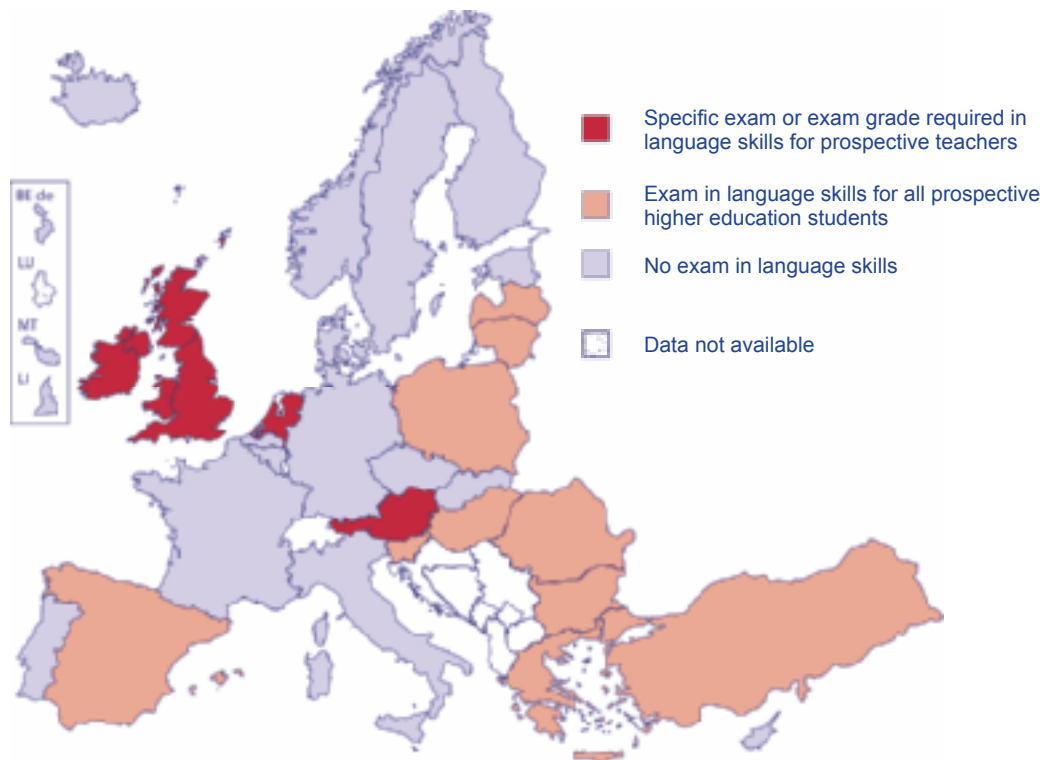 Specific exam or exam grade required in
language skills for prospective teachers
Exam in language skills for all prospective
higher education students
No exam in language skills
Data not available
BE de
LU
MT
LI